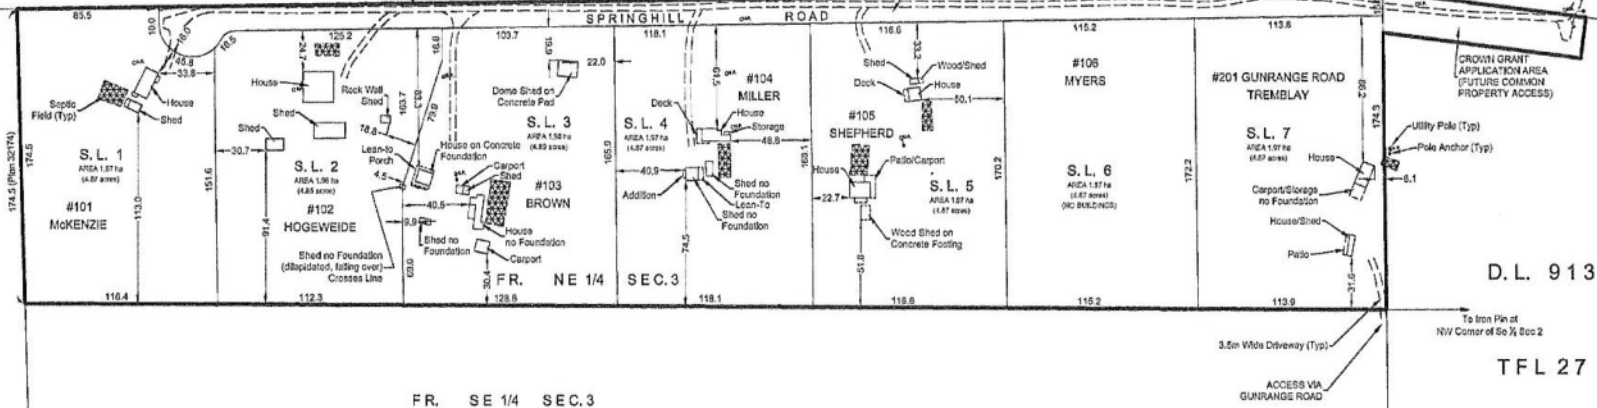 SPRINGHILL ROAD
85.5
10.0
16.0
16.5
125.2
16.8
103.7
19.9
118.1
116.6
115.2
113.6
45.8
33.8
24.7
22.0
61.5
33.2
86.2
174.3
House
Shed
Septic
Field (Typ)
S. L. 1
AREA 1.97 ha
(4.87 acres)
#101
McKENZIE
174.5 (Plan 32174)
174.5
113.0
151.6
116.4
House
Shed
Shed
30.7
91.4
S. L. 2
AREA 1.96 ha
(4.85 acres)
#102
HOGEWEIDE
Rock Wall
Shed
18.8
163.7
83.3
79.8
Lean-to
Porch
4.5
Shed no Foundation
(dilapidated, falling over)
Crosses Line
112.3
House on Concrete
Foundation
Carport
Shed
40.5
9.9
Shed no
Foundation
69.0
House
no Foundation
Carport
30.4
Dome Shed on
Concrete Pad
S. L. 3
#103
BROWN
165.9
128.8
FR. NE 1/4 SEC.3
S. L. 4
AREA 1.97 ha
(4.87 acres)
#104
MILLER
Deck
House
Storage
48.8
40.9
Addition
Shed no
Foundation
Lean-To
Shed no
Foundation
74.5
118.1
Shed
Wood/Shed
Deck
House
50.1
#105
SHEPHERD
House
Patio/Carport
22.7
S. L. 5
AREA 1.97 ha
(4.87 acres)
Wood Shed on
Concrete Footing
51.8
170.2
116.6
#106
MYERS
S. L. 6
AREA 1.97 ha
(4.87 acres)
(NO BUILDINGS)
172.2
115.2
#201 GUNRANGE ROAD
TREMBLAY
S. L. 7
AREA 1.97 ha
(4.87 acres)
House
Carport/Storage
no Foundation
House/Shed
Patio
31.6
113.9
6.1
CROWN GRANT
APPLICATION AREA
(FUTURE COMMON
PROPERTY ACCESS)
Utility Pole (Typ)
Pole Anchor (Typ)
D. L. 913
To Iron Pin at
NW Corner of Se ¼ Sec 2
3.5m Wide Driveway (Typ)
TFL 27
ACCESS VIA
GUNRANGE ROAD
FR. SE 1/4 SEC.3